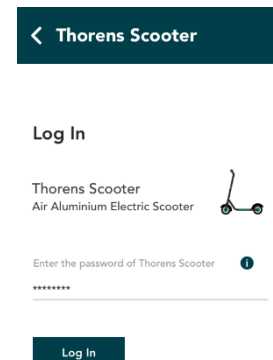 Thorens Scooter
Log In
Thorens Scooter
Air Aluminium Electric Scooter
Enter the password of Thorens Scooter i
********
Log In